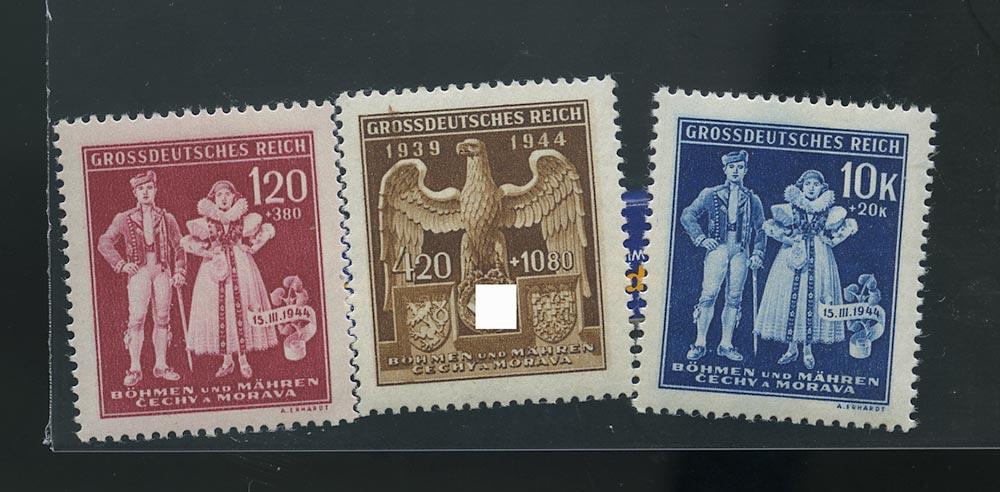 GROSSDEUTSCHES REICH
120
+380
15.III.1944
BÖHMEN UND MÄHREN
ČECHY A MORAVA
A. ERHARDT
GROSSDEUTSCHES REICH
1939 1944
420 +1080
BÖHMEN UND MÄHREN
ČECHY A MORAVA
GROSSDEUTSCHES REICH
10K
+20K
15.III.1944
BÖHMEN UND MÄHREN
ČECHY A MORAVA
A. ERHARDT